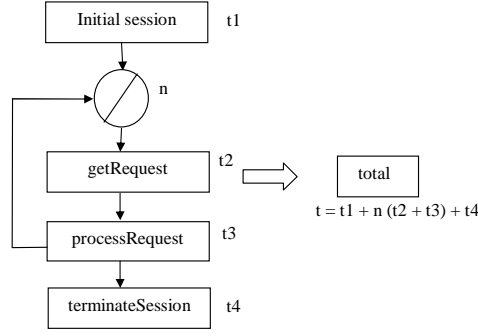 Initial session t1
n
getRequest t2
total
t = t1 + n (t2 + t3) + t4
processRequest t3
terminateSession t4